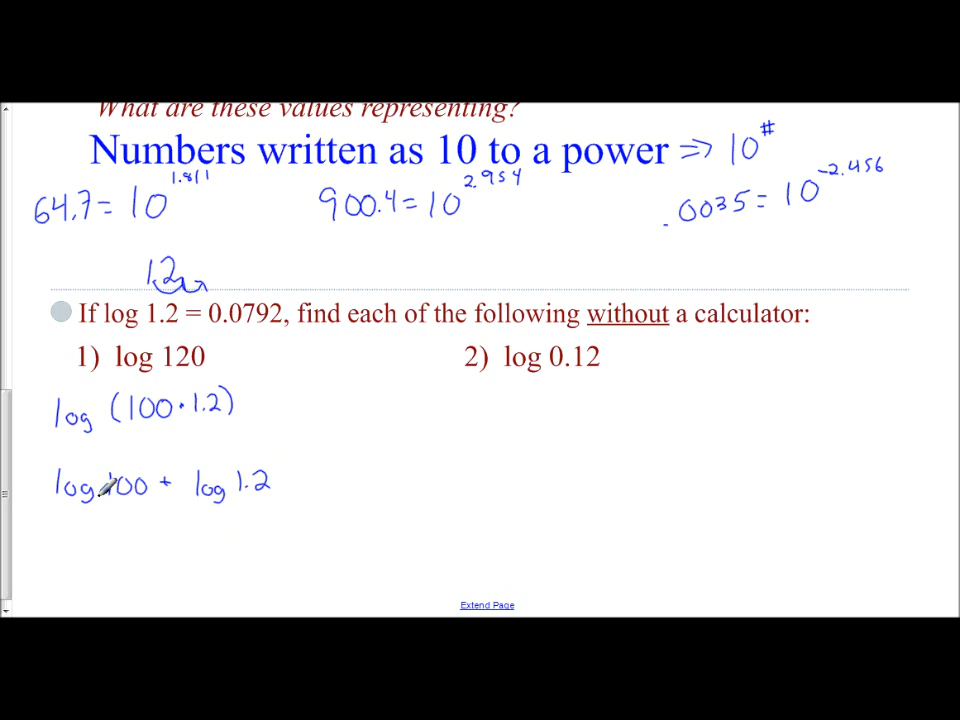 What are these values representing?
Numbers written as 10 to a power => 10^#
64.7 = 10^1.811   900.4 = 10^2.954   .0035 = 10^-2.456
1.2
If log 1.2 = 0.0792, find each of the following without a calculator:
1) log 120   2) log 0.12
log (100 · 1.2)
log 100 + log 1.2
Extend Page